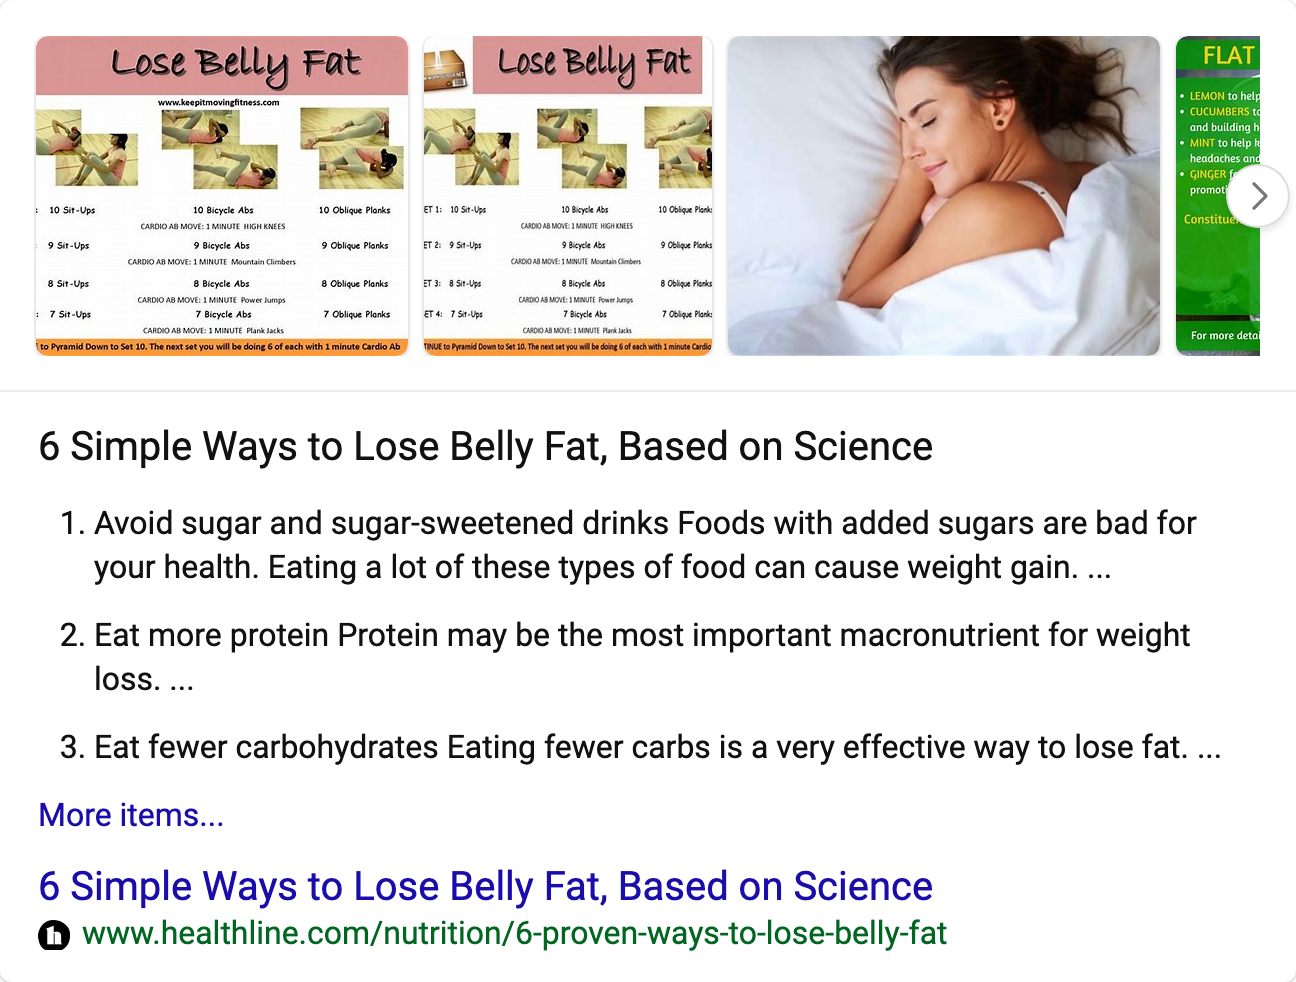 Lose Belly Fat
www.keepitmovingfitness.com
: 10 Sit-Ups 10 Bicycle Abs 10 Oblique Planks
CARDIO AB MOVE: 1 MINUTE HIGH KNEES
9 Sit-Ups 9 Bicycle Abs 9 Oblique Planks
CARDIO AB MOVE: 1 MINUTE Mountain Climbers
8 Sit-Ups 8 Bicycle Abs 8 Oblique Planks
CARDIO AB MOVE: 1 MINUTE Power Jumps
: 7 Sit-Ups 7 Bicycle Abs 7 Oblique Planks
CARDIO AB MOVE: 1 MINUTE Plank Jacks
to Pyramid Down to Set 10. The next set you will be doing 6 of each with 1 minute Cardio Ab
Lose Belly Fat
ET 1: 10 Sit-Ups 10 Bicycle Abs 10 Oblique Planks
CARDIO AB MOVE: 1 MINUTE HIGH KNEES
ET 2: 9 Sit-Ups 9 Bicycle Abs 9 Oblique Planks
CARDIO AB MOVE: 1 MINUTE Mountain Climbers
ET 3: 8 Sit-Ups 8 Bicycle Abs 8 Oblique Planks
CARDIO AB MOVE: 1 MINUTE Power Jumps
ET 4: 7 Sit-Ups 7 Bicycle Abs 7 Oblique Plank
CARDIO AB MOVE: 1 MINUTE Plank Jacks
TINUE to Pyramid Down to Set 10. The next set you will be doing 6 of each with 1 minute Cardio
FLAT
• LEMON to help
• CUCUMBERS to
and building h
• MINT to help k
headaches and
• GINGER
promoti
Constitue
For more detai
6 Simple Ways to Lose Belly Fat, Based on Science
1. Avoid sugar and sugar-sweetened drinks Foods with added sugars are bad for
your health. Eating a lot of these types of food can cause weight gain. ...
2. Eat more protein Protein may be the most important macronutrient for weight
loss. ...
3. Eat fewer carbohydrates Eating fewer carbs is a very effective way to lose fat. ...
More items...
6 Simple Ways to Lose Belly Fat, Based on Science
h www.healthline.com/nutrition/6-proven-ways-to-lose-belly-fat